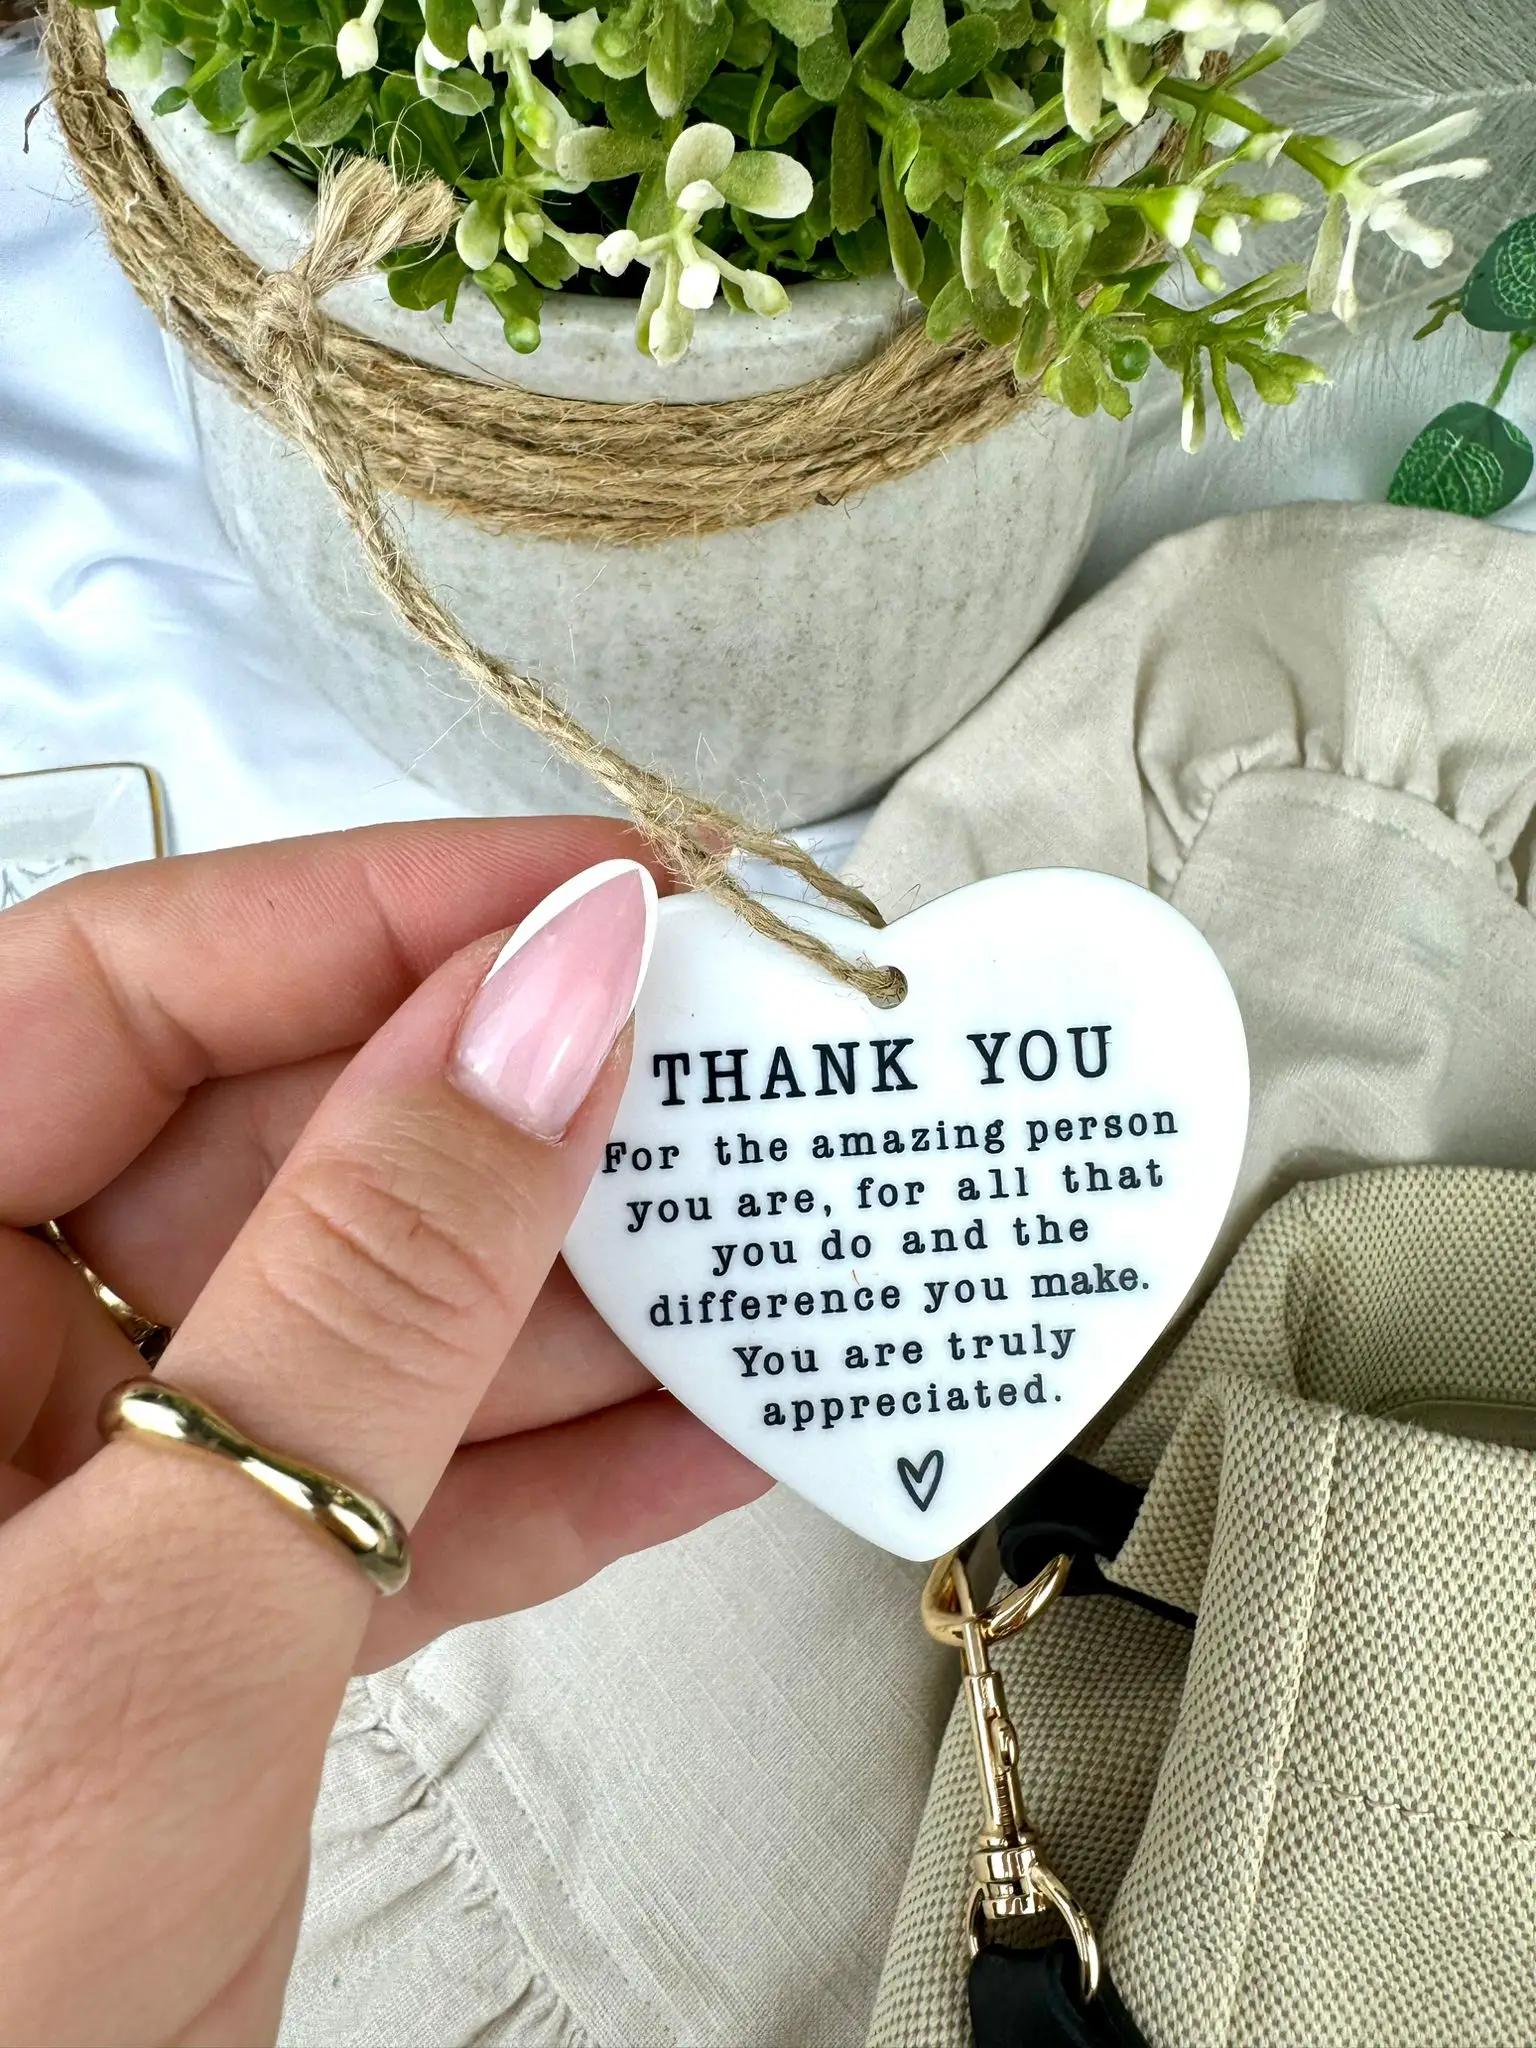 THANK YOU
For the amazing person
you are, for all that
you do and the
difference you make.
You are truly
appreciated.